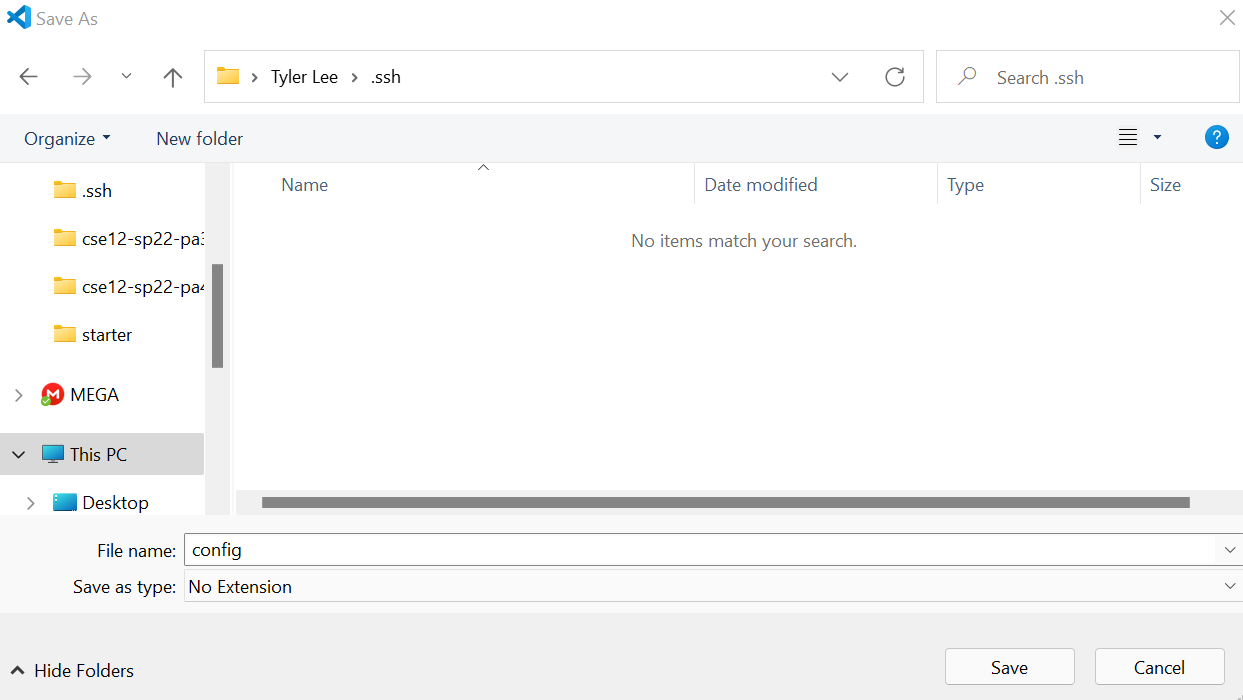 Save As
Tyler Lee
.ssh
Search .ssh
Organize
New folder
?
Name
Date modified
Type
Size
No items match your search.
.ssh
cse12-sp22-pa3
cse12-sp22-pa4
starter
MEGA
This PC
Desktop
File name: config
Save as type: No Extension
Hide Folders
Save
Cancel